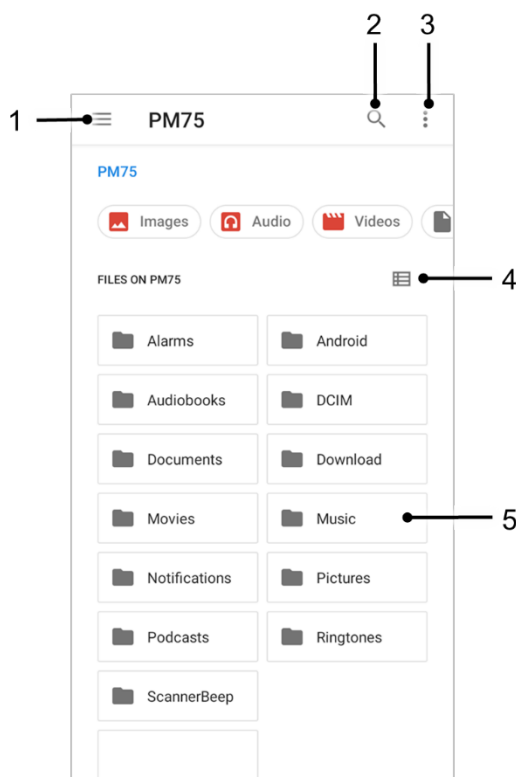 2 3
1 PM75
PM75
Images Audio Videos
FILES ON PM75 4
Alarms Android
Audiobooks DCIM
Documents Download
Movies Music 5
Notifications Pictures
Podcasts Ringtones
ScannerBeep